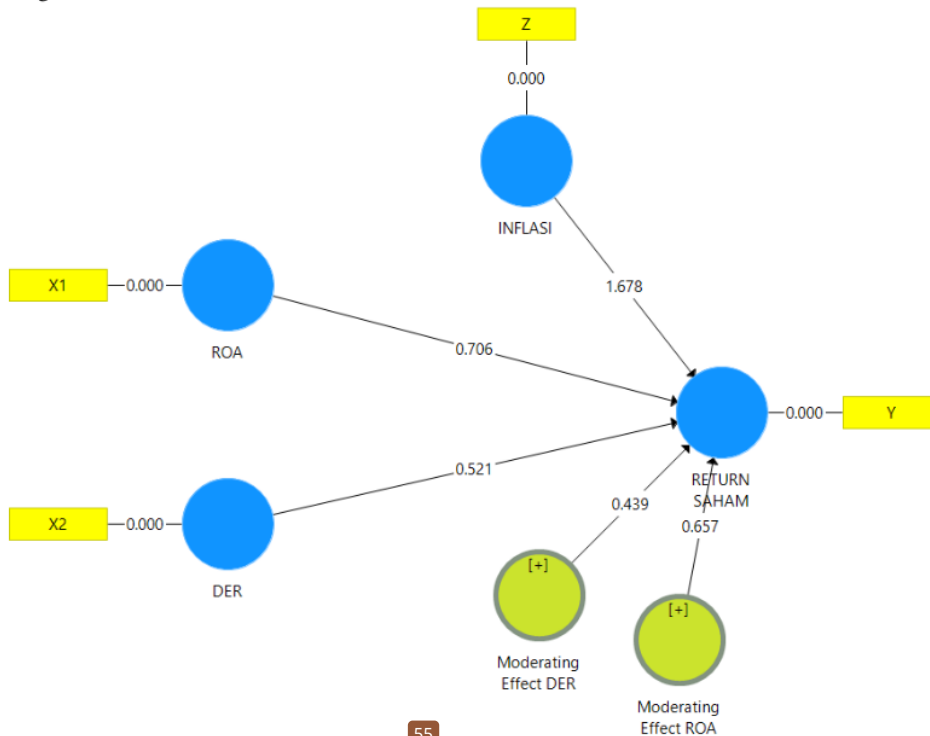 Z
0.000
INFLASI
1.678
X1
0.000
ROA
0.706
RETURN
SAHAM
0.000
Y
X2
0.000
DER
0.521
0.439
0.657
[+]
Moderating
Effect DER
[+]
Moderating
Effect ROA
55